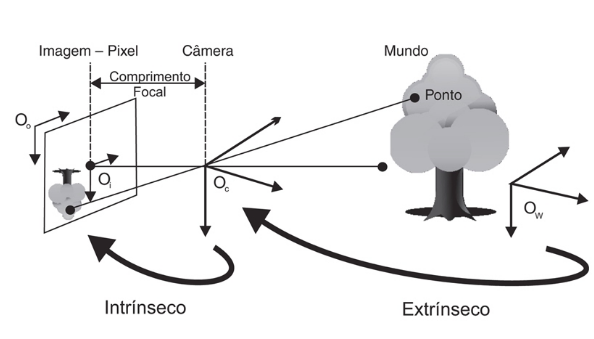 Imagem – Pixel
Câmera
Mundo
Comprimento
Focal
Ponto
Oo
Oi
Oc
OW
Intrínseco
Extrínseco